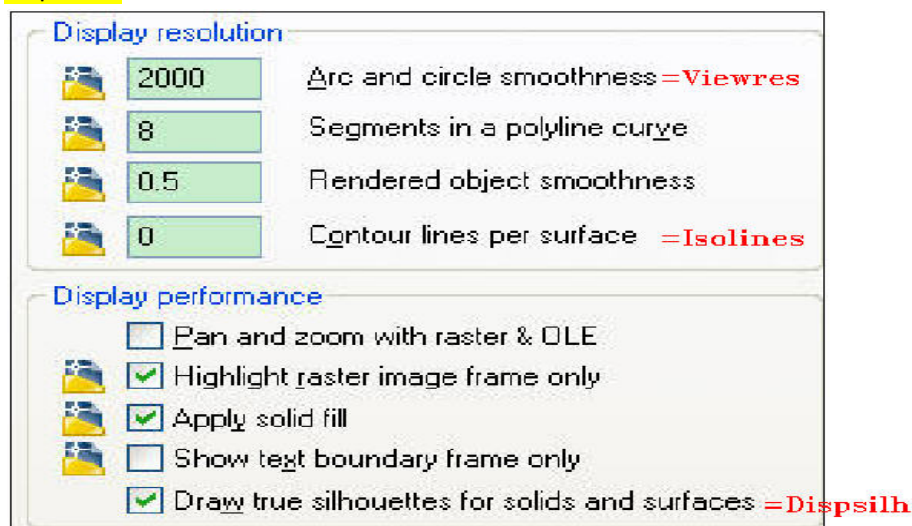 Display resolution
2000 Arc and circle smoothness =Viewres
8 Segments in a polyline curve
0.5 Rendered object smoothness
0 Contour lines per surface =Isolines
Display performance
Pan and zoom with raster & OLE
Highlight raster image frame only
Apply solid fill
Show text boundary frame only
Draw true silhouettes for solids and surfaces =Dispsilh